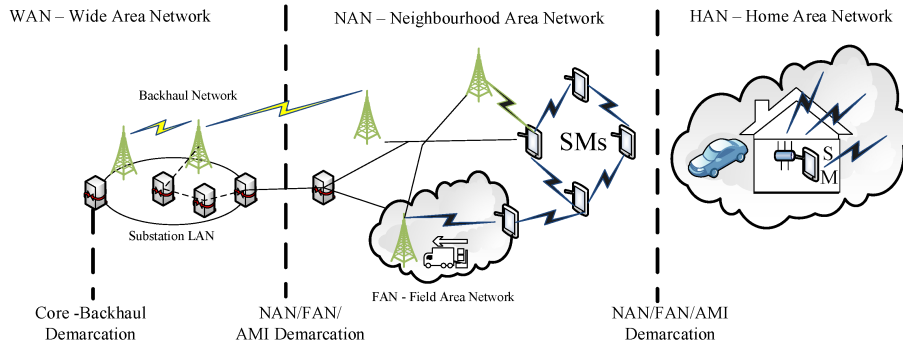 WAN – Wide Area Network
NAN – Neighbourhood Area Network
HAN – Home Area Network
Backhaul Network
SMs
S
M
Substation LAN
FAN - Field Area Network
Core -Backhaul
Demarcation
NAN/FAN/
AMI Demarcation
NAN/FAN/AMI
Demarcation